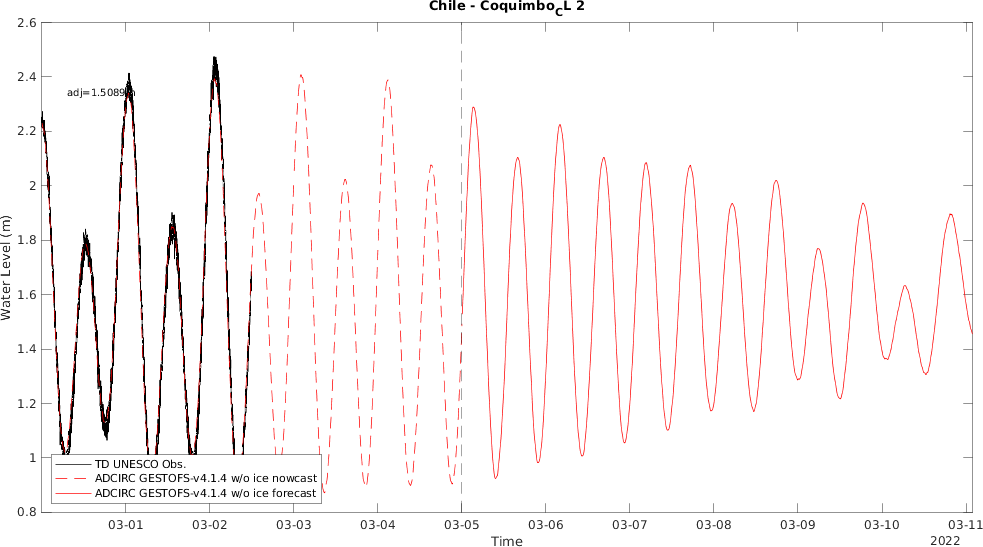 Chile - Coquimbo_CL 2
2.6
2.4
adj=1.5089m
2.2
2
1.8
Water Level (m)
1.6
1.4
1.2
1
TD UNESCO Obs.
ADCIRC GESTOFS-v4.1.4 w/o ice nowcast
ADCIRC GESTOFS-v4.1.4 w/o ice forecast
0.8
03-01 03-02 03-03 03-04 03-05 03-06 03-07 03-08 03-09 03-10 03-11
Time
2022